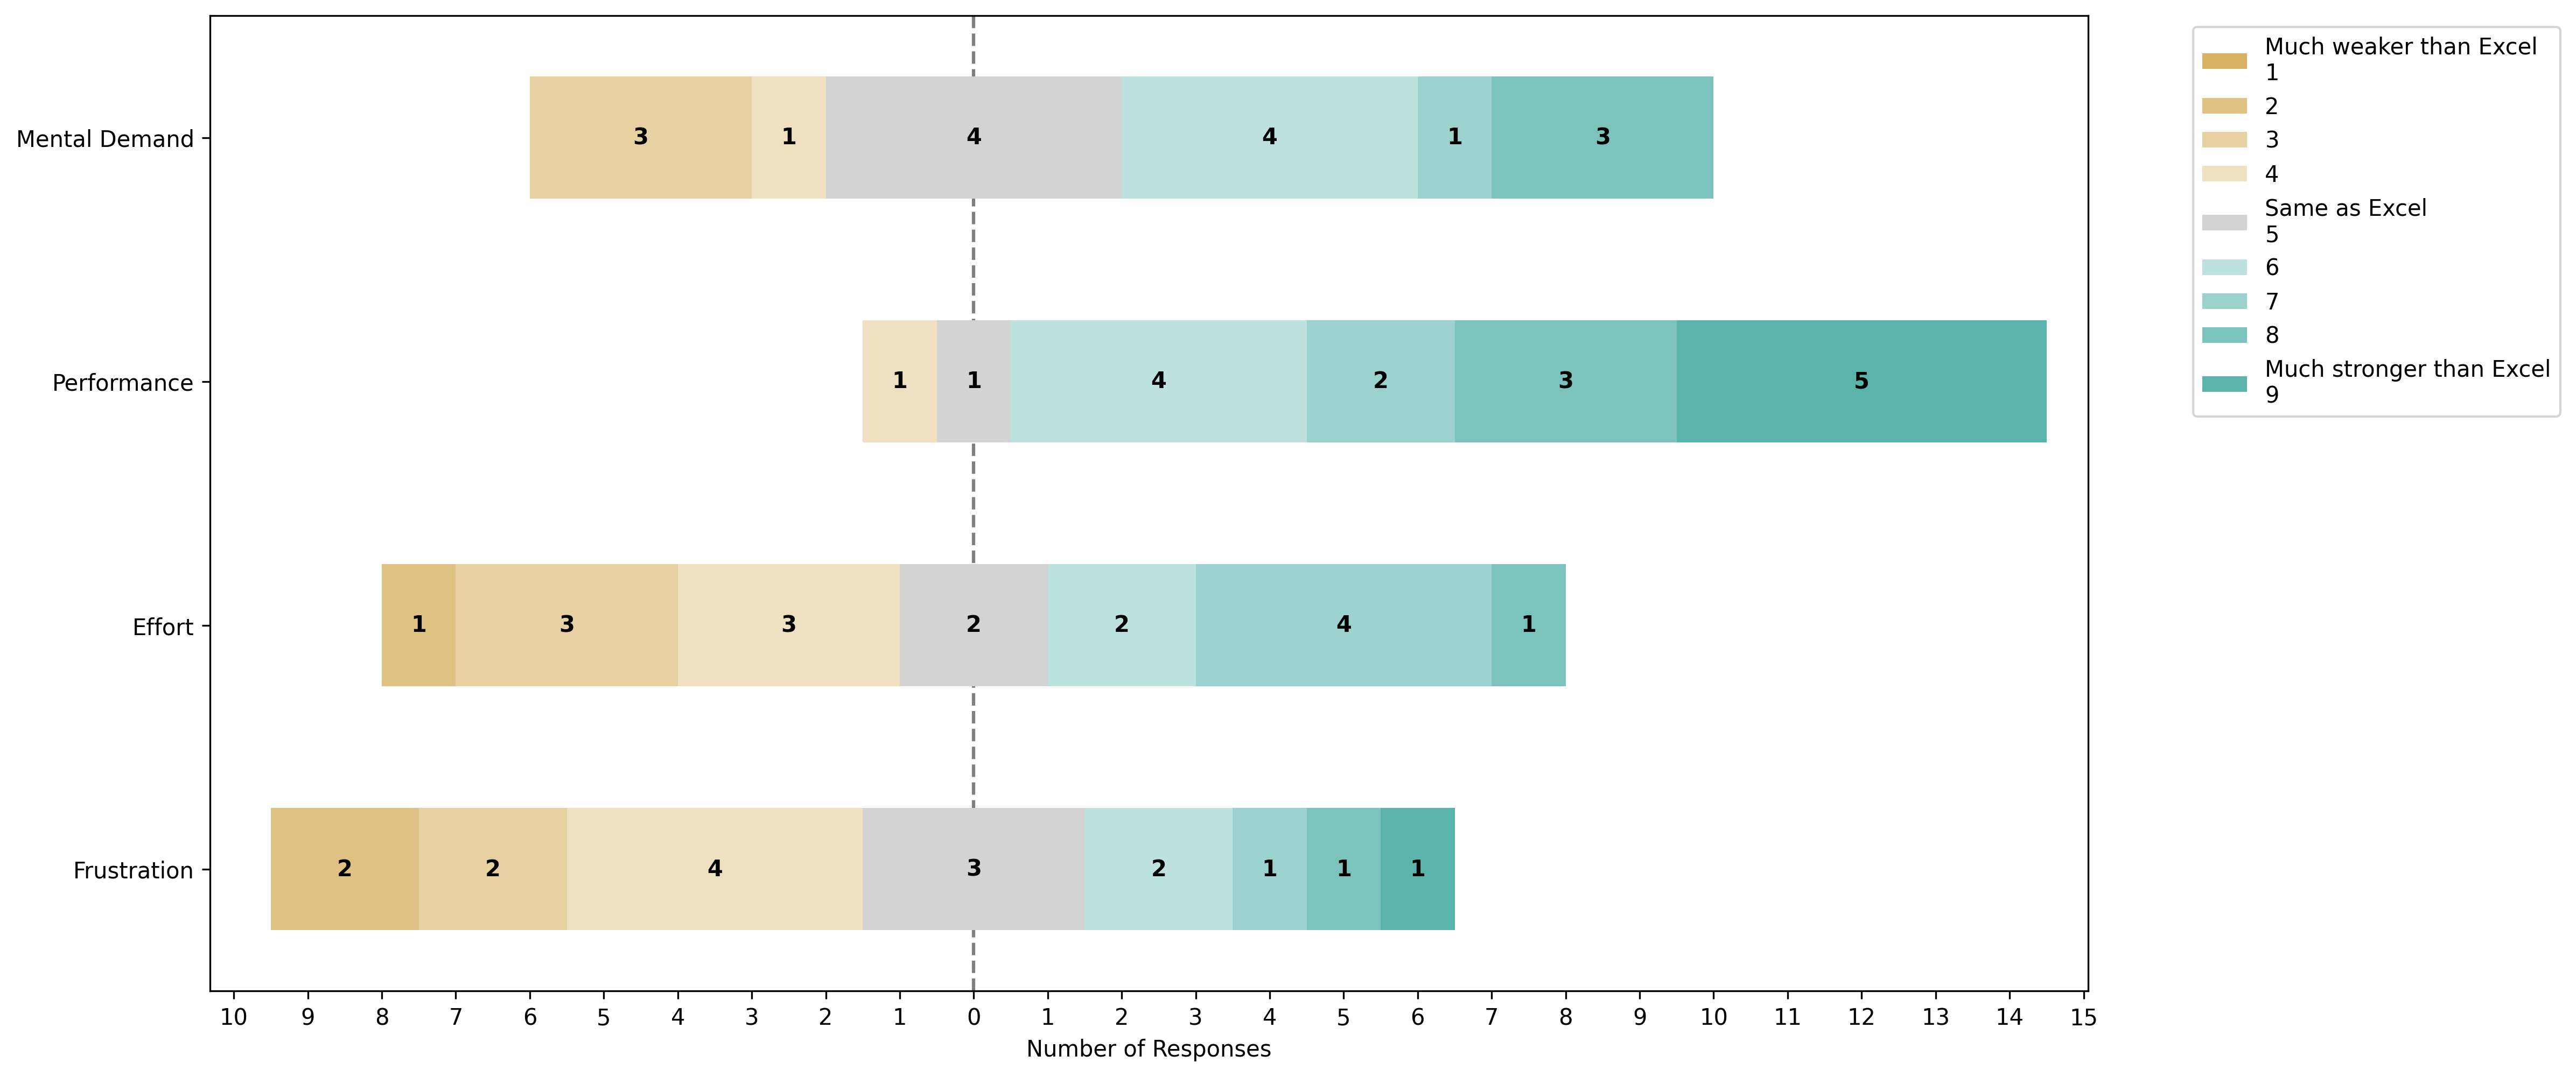 Mental Demand
3 1 4 4 1 3
Performance
1 1 4 2 3 5
Effort
1 3 3 2 2 4 1
Frustration
2 2 4 3 2 1 1 1
10 9 8 7 6 5 4 3 2 1 0 1 2 3 4 5 6 7 8 9 10 11 12 13 14 15
Number of Responses
Much weaker than Excel
1
2
3
4
Same as Excel
5
6
7
8
Much stronger than Excel
9